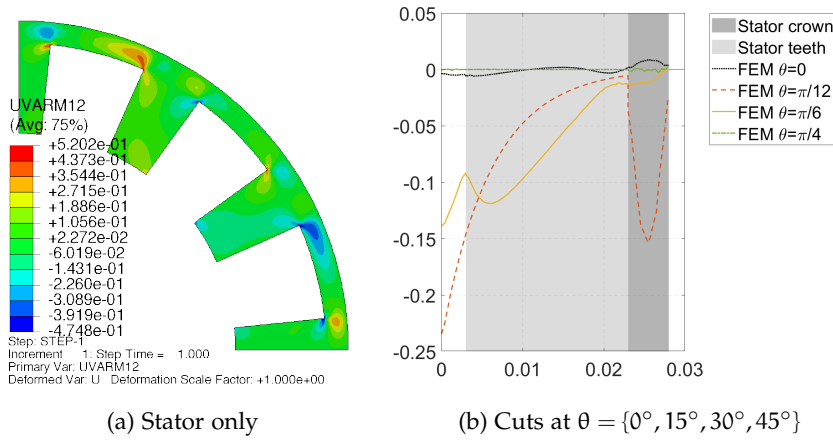 UVARM12
(Avg: 75%)
+5.202e-01
+4.373e-01
+3.544e-01
+2.715e-01
+1.886e-01
+1.056e-01
+2.272e-02
-6.019e-02
-1.431e-01
-2.260e-01
-3.089e-01
-3.919e-01
-4.748e-01
Step: STEP-1
Increment 1: Step Time = 1.000
Primary Var: UVARM12
Deformed Var: U Deformation Scale Factor: +1.000e+00
(a) Stator only
0.05
0
-0.05
-0.1
-0.15
-0.2
-0.25
0 0.01 0.02 0.03
Stator crown
Stator teeth
FEM θ=0
FEM θ=π/12
FEM θ=π/6
FEM θ=π/4
(b) Cuts at θ = {0°, 15°, 30°, 45°}